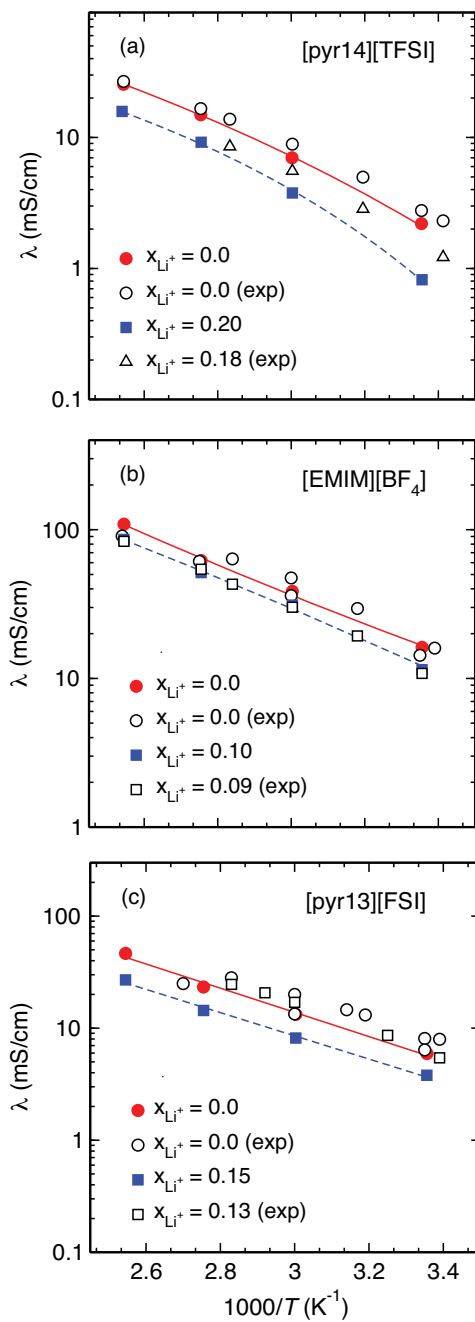 (a) [pyr14][TFSI]
10
1
0.1
λ (mS/cm)
x_Li⁺ = 0.0
x_Li⁺ = 0.0 (exp)
x_Li⁺ = 0.20
x_Li⁺ = 0.18 (exp)
(b) [EMIM][BF₄]
100
10
1
λ (mS/cm)
x_Li⁺ = 0.0
x_Li⁺ = 0.0 (exp)
x_Li⁺ = 0.10
x_Li⁺ = 0.09 (exp)
(c) [pyr13][FSI]
100
10
1
0.1
λ (mS/cm)
x_Li⁺ = 0.0
x_Li⁺ = 0.0 (exp)
x_Li⁺ = 0.15
x_Li⁺ = 0.13 (exp)
2.6 2.8 3 3.2 3.4
1000/T (K⁻¹)